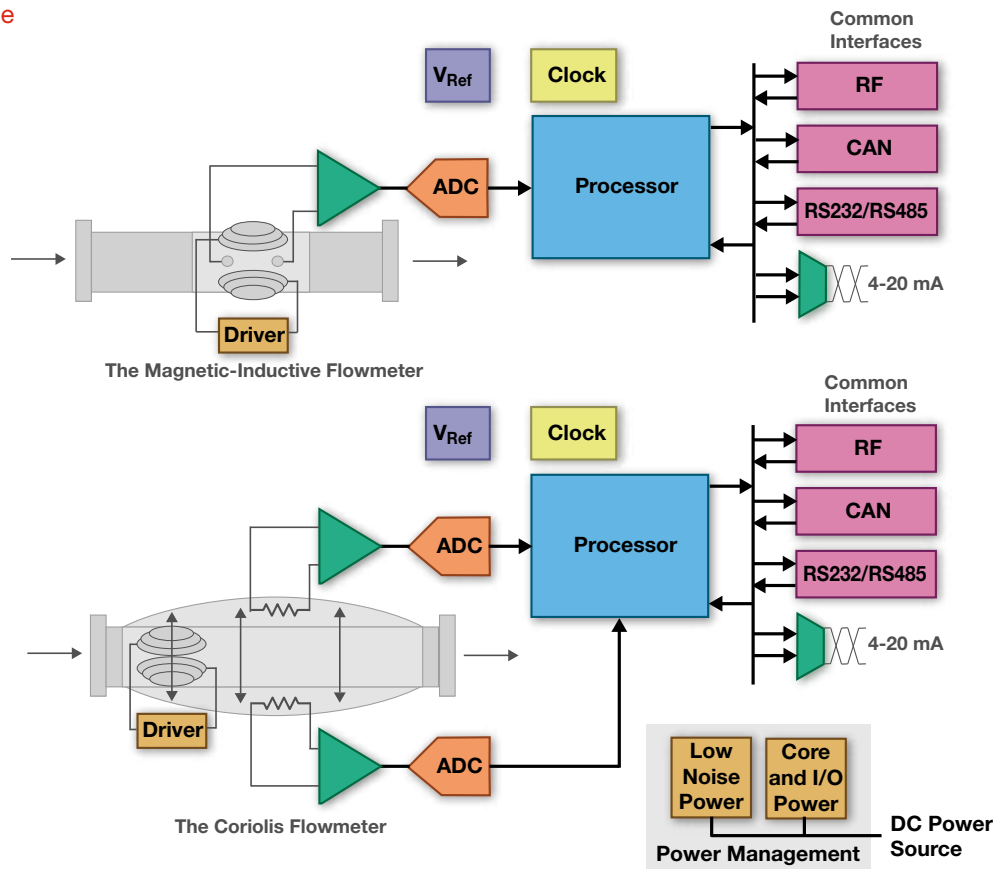 e
Common
Interfaces
V_Ref
Clock
RF
CAN
ADC
Processor
RS232/RS485
4-20 mA
Driver
The Magnetic-Inductive Flowmeter
Common
Interfaces
V_Ref
Clock
RF
CAN
ADC
Processor
RS232/RS485
4-20 mA
Driver
ADC
The Coriolis Flowmeter
Low
Noise
Power
Core
and I/O
Power
DC Power
Source
Power Management